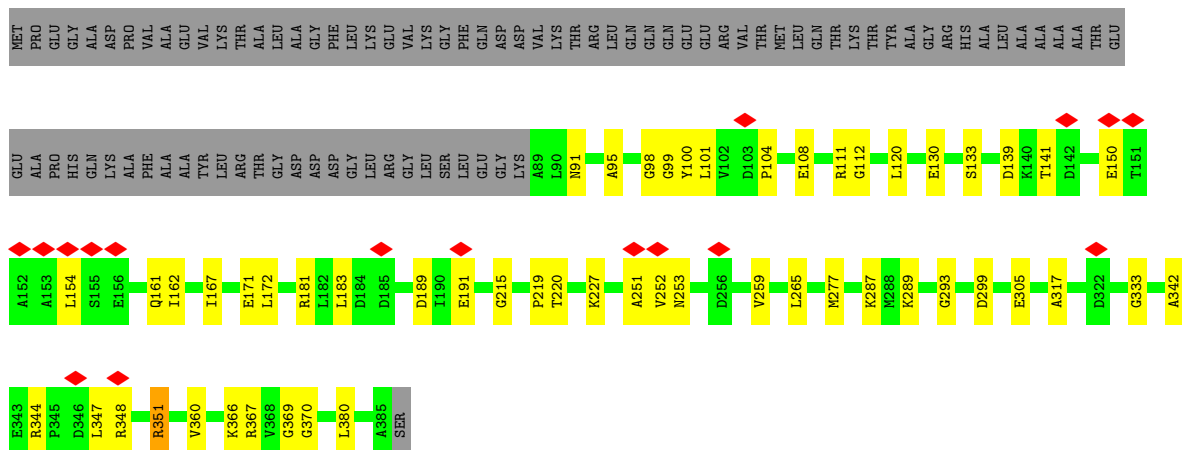 MET PRO GLU GLY ALA ASP PRO VAL ALA GLU VAL LYS THR ALA LEU ALA GLY PHE LEU LYS GLU VAL LYS GLY PHE GLN ASP ASP VAL LYS THR ARG LEU GLN GLN GLN GLU GLU ARG VAL THR MET LEU GLN THR LYS THR TYR ALA GLY ARG HIS ALA LEU ALA ALA ALA ALA THR GLU
GLU ALA PRO HIS GLN LYS ALA PHE ALA ALA TYR LEU ARG THR GLY ASP ASP ASP GLY LEU ARG GLY LEU SER LEU GLU GLY LYS A89 L90 N91 A95 G98 G99 Y100 L101 V102 D103 P104 E108 R111 G112 L120 E130 S133 D139 K140 T141 D142 E150 T151
A152 A153 L154 S155 E156 Q161 I162 I167 E171 L172 R181 L182 L183 D184 D185 D189 I190 E191 G215 P219 T220 K227 A251 V252 N253 D256 V259 L265 M277 K287 M288 K289 G293 D299 E305 A317 D322 G333 A342
E343 R344 P345 D346 L347 R348 R351 V360 K366 R367 V368 G369 G370 L380 A385 SER